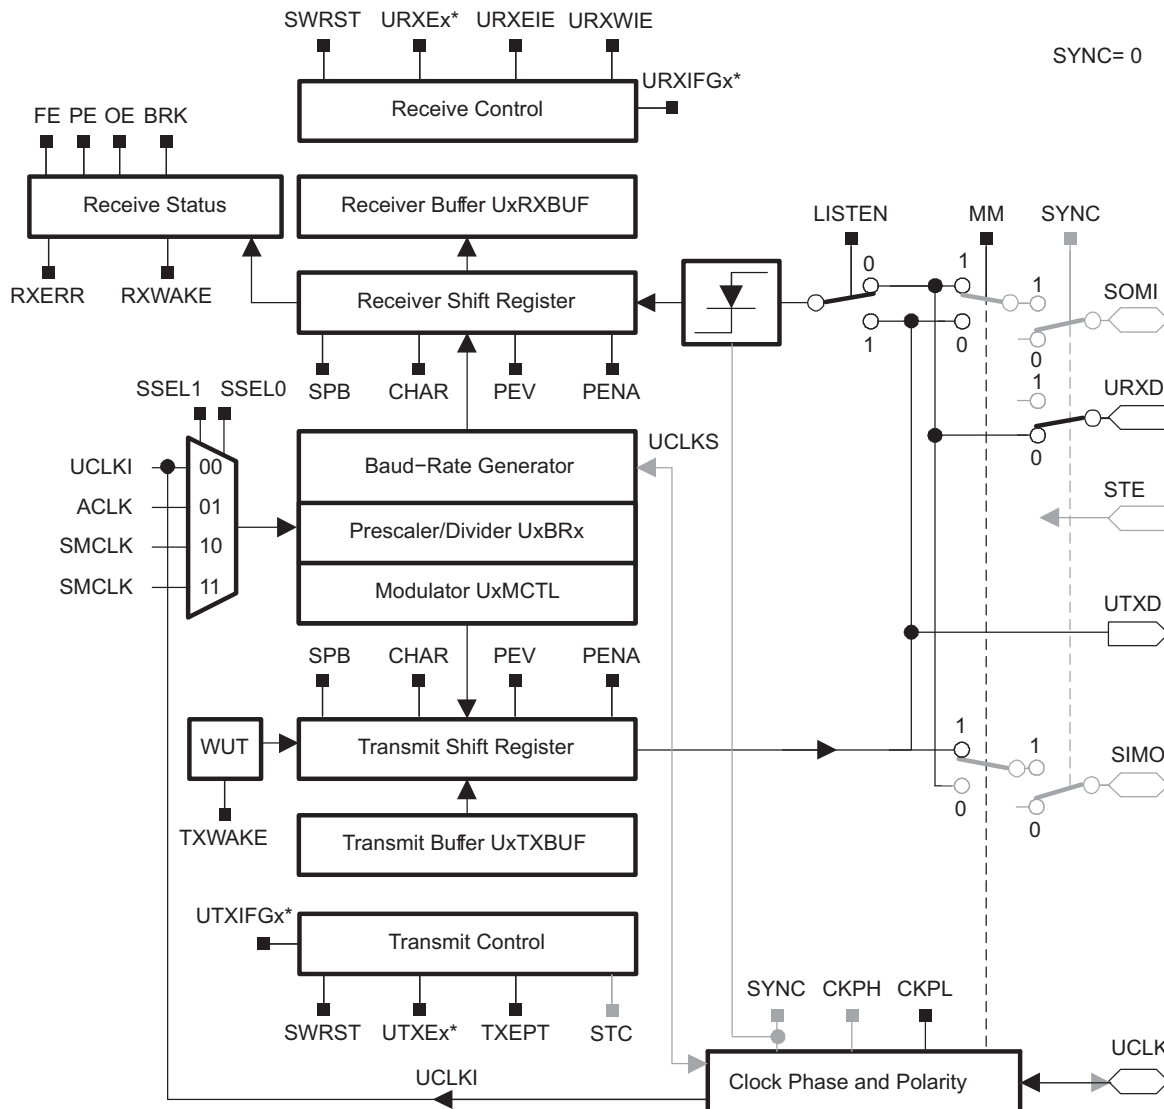 SWRST URXEx* URXEIE URXWIE
SYNC= 0
URXIFGx*
Receive Control
FE PE OE BRK
Receive Status
Receiver Buffer UxRXBUF
LISTEN MM SYNC
RXERR RXWAKE
Receiver Shift Register
0 1 1
SOMI
1 0 0
SPB CHAR PEV PENA
1
URXD
0
SSEL1 SSEL0
UCLKS
UCLKI 00
Baud−Rate Generator
ACLK 01
Prescaler/Divider UxBRx
STE
SMCLK 10
SMCLK 11
Modulator UxMCTL
UTXD
SPB CHAR PEV PENA
WUT
Transmit Shift Register
1 1
SIMO
0 0
TXWAKE
Transmit Buffer UxTXBUF
UTXIFGx*
Transmit Control
SWRST UTXEx* TXEPT STC
SYNC CKPH CKPL
UCLK
UCLKI
Clock Phase and Polarity